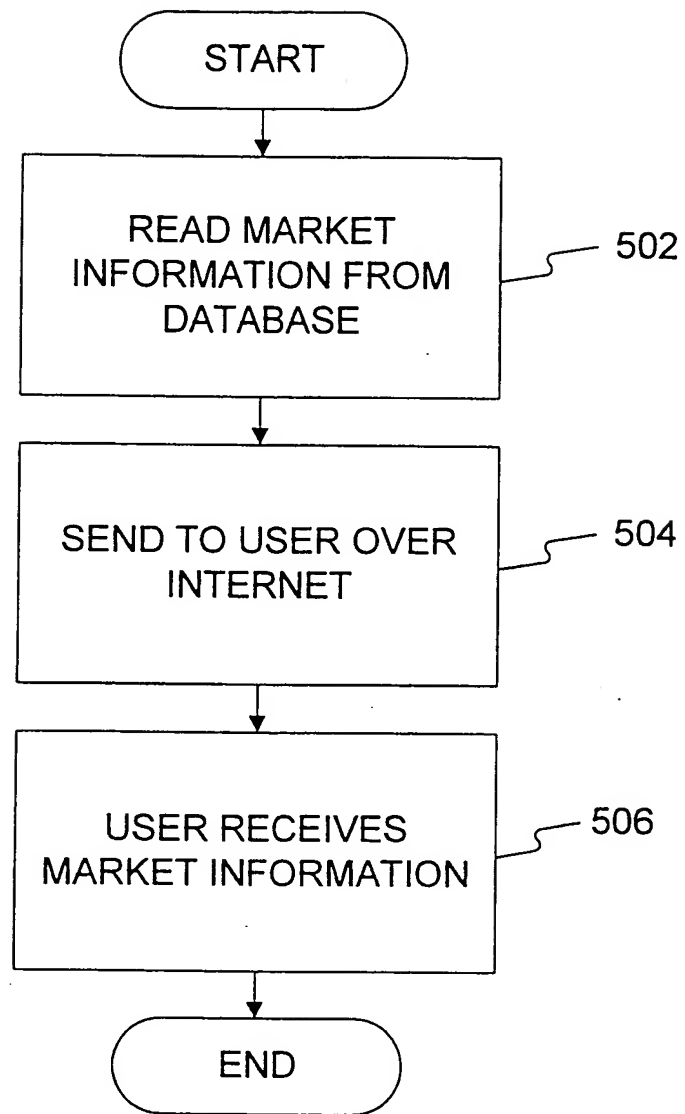 START
READ MARKET
INFORMATION FROM
DATABASE
502
SEND TO USER OVER
INTERNET
504
USER RECEIVES
MARKET INFORMATION
506
END